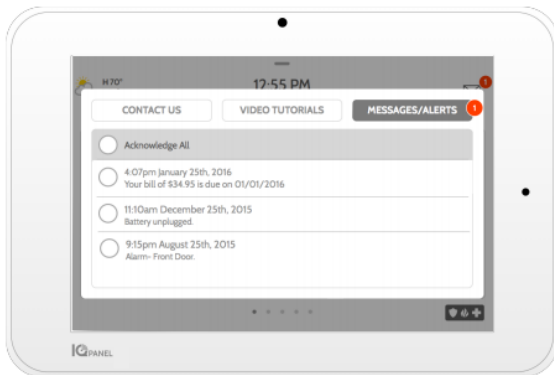 H 70°
12:55 PM
1
CONTACT US
VIDEO TUTORIALS
MESSAGES/ALERTS
1
Acknowledge All
4:07pm January 25th, 2016
Your bill of $34.95 is due on 01/01/2016
11:10am December 25th, 2015
Battery unplugged.
9:15pm August 25th, 2015
Alarm- Front Door.
IQ PANEL